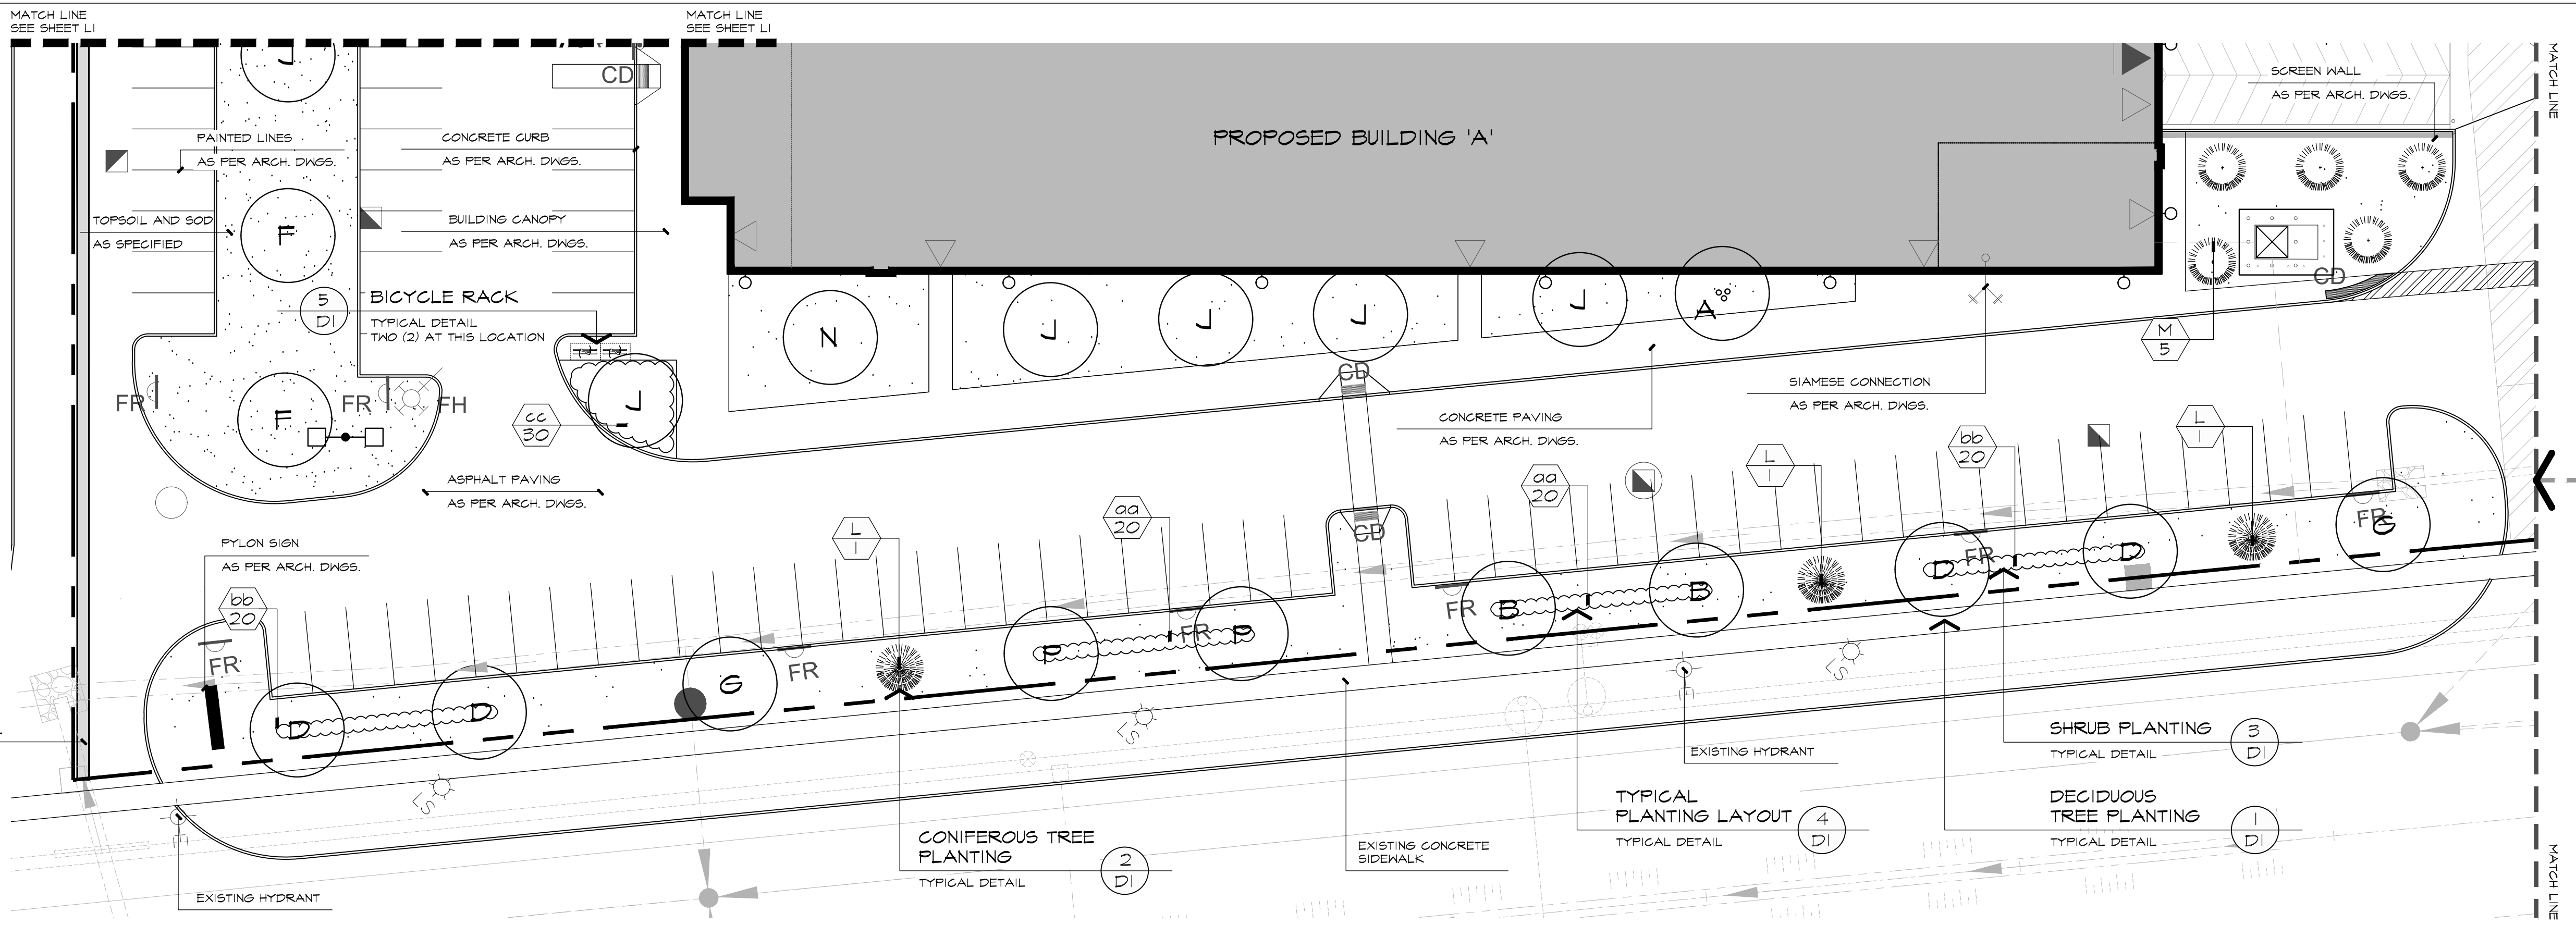 MATCH LINE
SEE SHEET L1
MATCH LINE
SEE SHEET L1
MATCH LINE
J
CD
PROPOSED BUILDING 'A'
SCREEN WALL
AS PER ARCH. DWGS.
PAINTED LINES
AS PER ARCH. DWGS.
CONCRETE CURB
AS PER ARCH. DWGS.
TOPSOIL AND SOD
AS SPECIFIED
F
BUILDING CANOPY
AS PER ARCH. DWGS.
5
D1
BICYCLE RACK
TYPICAL DETAIL
TWO (2) AT THIS LOCATION
N
J
J
J
J
A
CD
M
5
FR
F
FR
FH
cc
30
J
CD
SIAMESE CONNECTION
AS PER ARCH. DWGS.
CONCRETE PAVING
AS PER ARCH. DWGS.
ASPHALT PAVING
AS PER ARCH. DWGS.
L
1
aa
20
CD
aa
20
L
1
bb
20
L
1
FR
G
PYLON SIGN
AS PER ARCH. DWGS.
bb
20
FR
D
D
G
FR
P
FR
P
FR
B
B
D
FR
D
LS
LS
LS
EXISTING HYDRANT
EXISTING HYDRANT
CONIFEROUS TREE
PLANTING
TYPICAL DETAIL
2
D1
EXISTING CONCRETE
SIDEWALK
TYPICAL
PLANTING LAYOUT
TYPICAL DETAIL
4
D1
SHRUB PLANTING
TYPICAL DETAIL
3
D1
DECIDUOUS
TREE PLANTING
TYPICAL DETAIL
1
D1
MATCH LINE